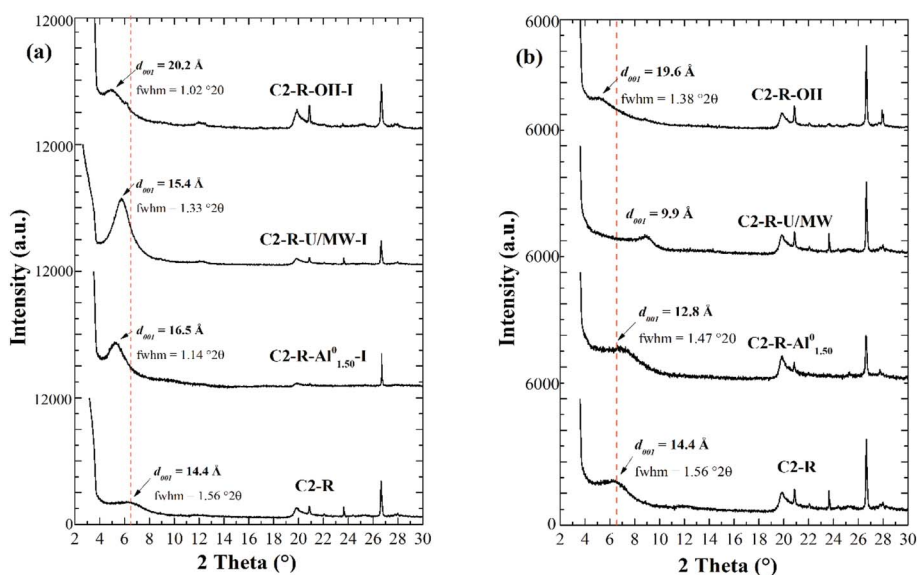 (a)
12000
d001 = 20.2 Å
fwhm = 1.02 °2θ
C2-R-OH-I
12000
d001 = 15.4 Å
fwhm = 1.33 °2θ
C2-R-U/MW-I
12000
d001 = 16.5 Å
fwhm = 1.14 °2θ
C2-R-Al⁰1.50-I
12000
d001 = 14.4 Å
fwhm = 1.56 °2θ
C2-R
0
2 4 6 8 10 12 14 16 18 20 22 24 26 28 30
2 Theta (°)
Intensity (a.u.)
(b)
6000
d001 = 19.6 Å
fwhm = 1.38 °2θ
C2-R-OH
6000
d001 = 9.9 Å
C2-R-U/MW
6000
d001 = 12.8 Å
fwhm = 1.47 °2θ
C2-R-Al⁰1.50
6000
d001 = 14.4 Å
fwhm = 1.56 °2θ
C2-R
0
2 4 6 8 10 12 14 16 18 20 22 24 26 28 30
2 Theta (°)
Intensity (a.u.)